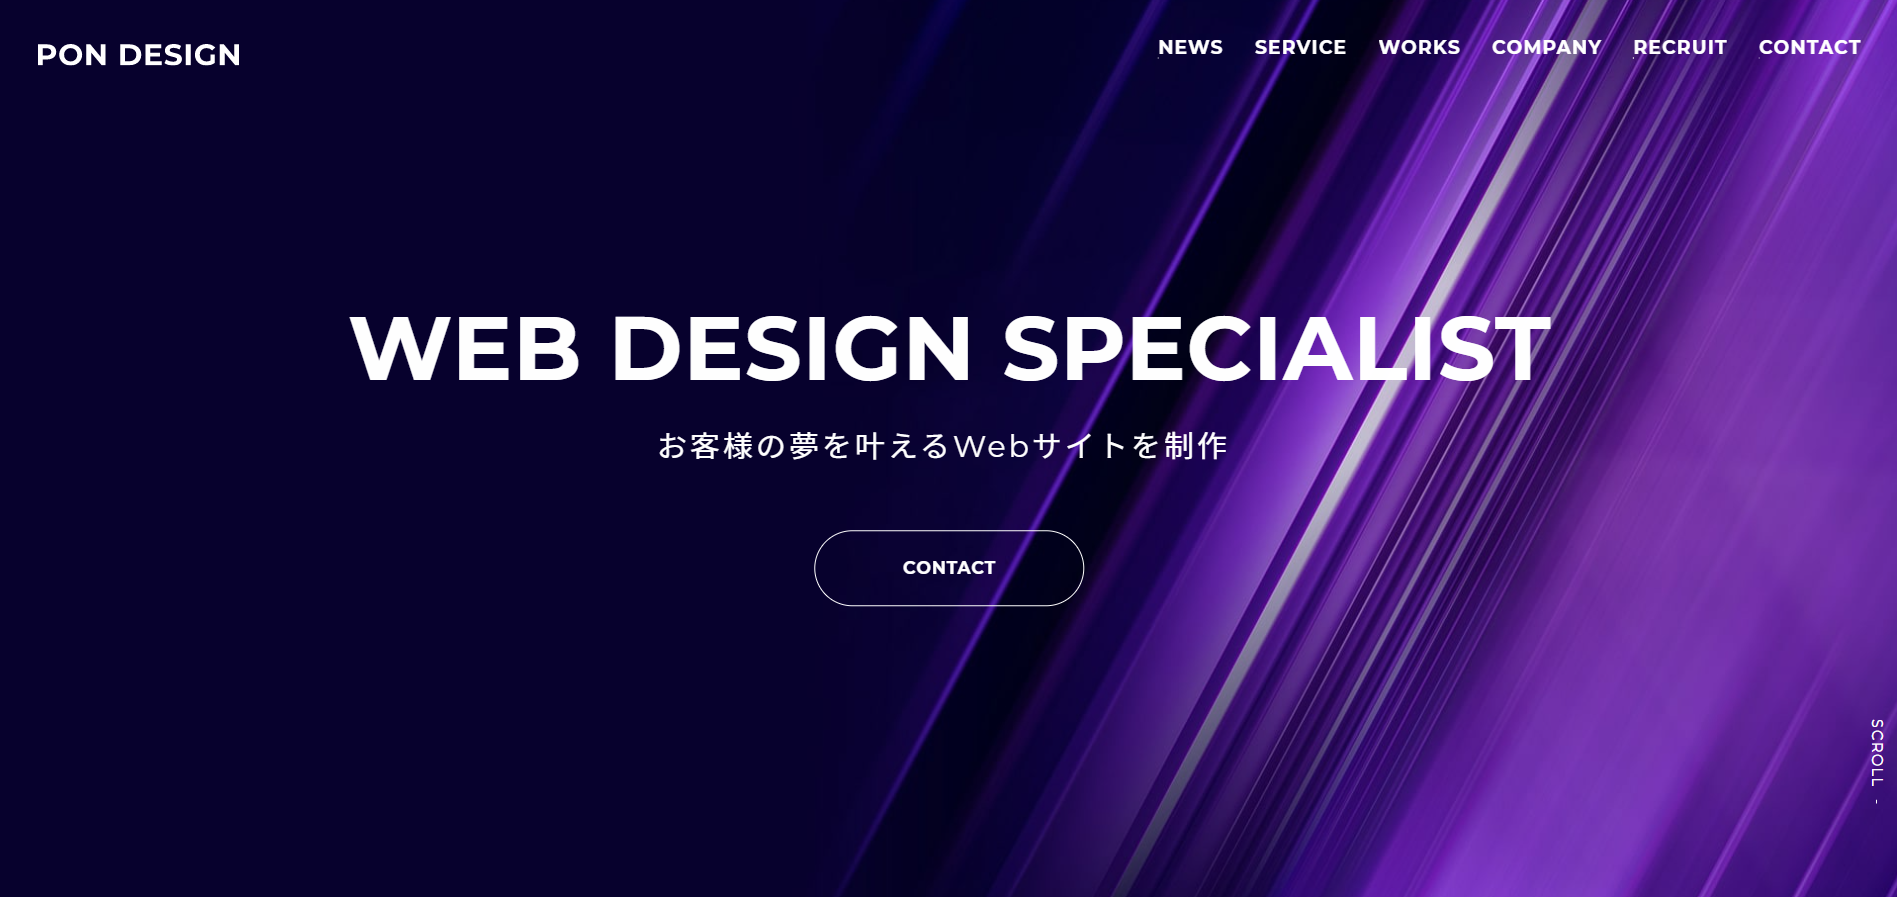 PON DESIGN
NEWS SERVICE WORKS COMPANY RECRUIT CONTACT
WEB DESIGN SPECIALIST
お客様の夢を叶えるWebサイトを制作
CONTACT
SCROLL -